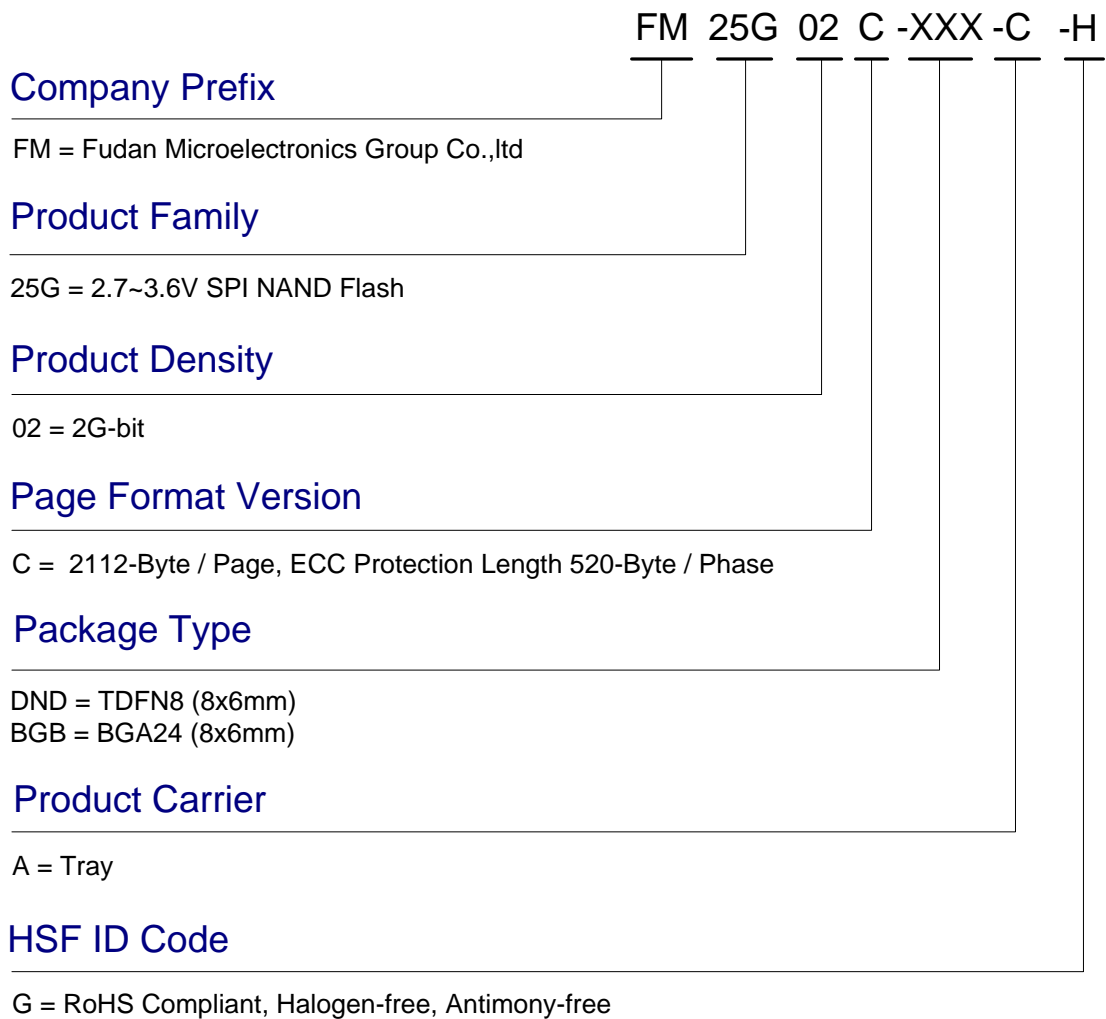 FM 25G 02 C -XXX -C -H
Company Prefix
FM = Fudan Microelectronics Group Co.,ltd
Product Family
25G = 2.7~3.6V SPI NAND Flash
Product Density
02 = 2G-bit
Page Format Version
C = 2112-Byte / Page, ECC Protection Length 520-Byte / Phase
Package Type
DND = TDFN8 (8x6mm)
BGB = BGA24 (8x6mm)
Product Carrier
A = Tray
HSF ID Code
G = RoHS Compliant, Halogen-free, Antimony-free